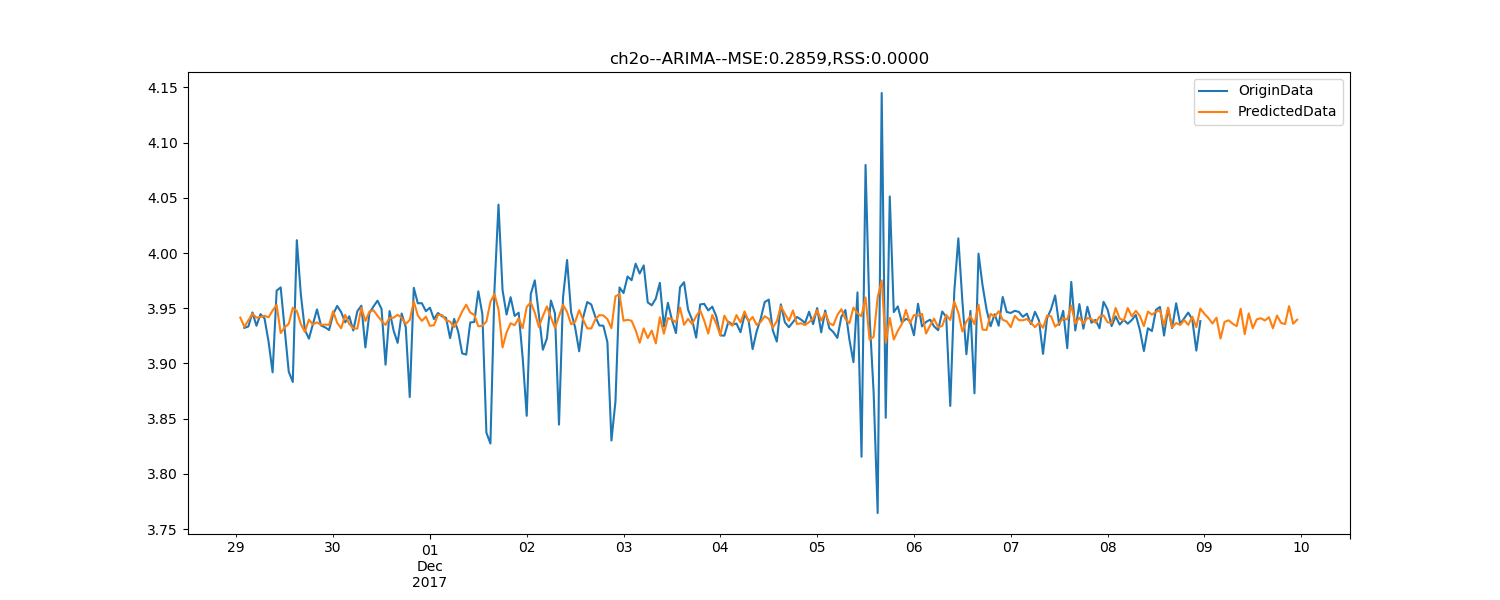 ch2o--ARIMA--MSE:0.2859,RSS:0.0000
OriginData
PredictedData
4.15
4.10
4.05
4.00
3.95
3.90
3.85
3.80
3.75
29 30 01 02 03 04 05 06 07 08 09 10
Dec
2017